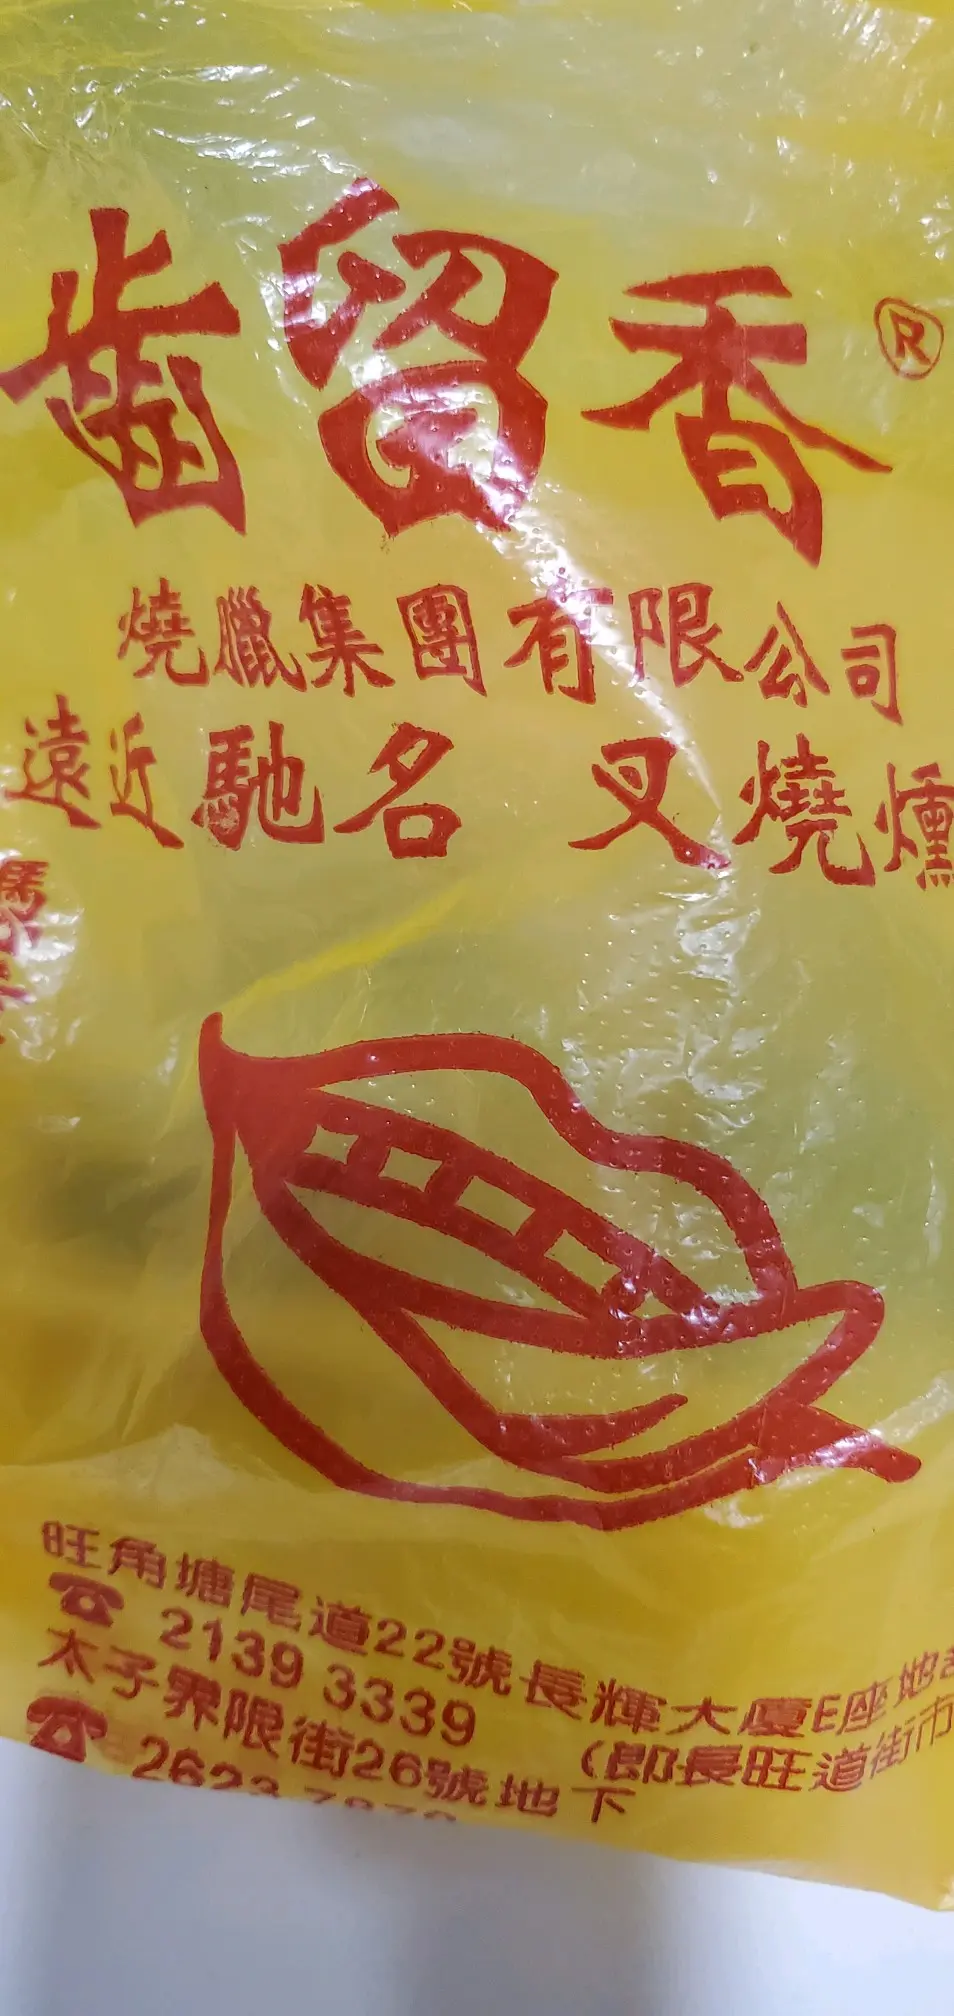 齒留香®
燒臘集團有限公司
遠近馳名 叉燒燻
旺角塘尾道22號長輝大廈E座地
☎ 2139 3339
(即長旺道街市
太子界限街26號地下
☎ 2623